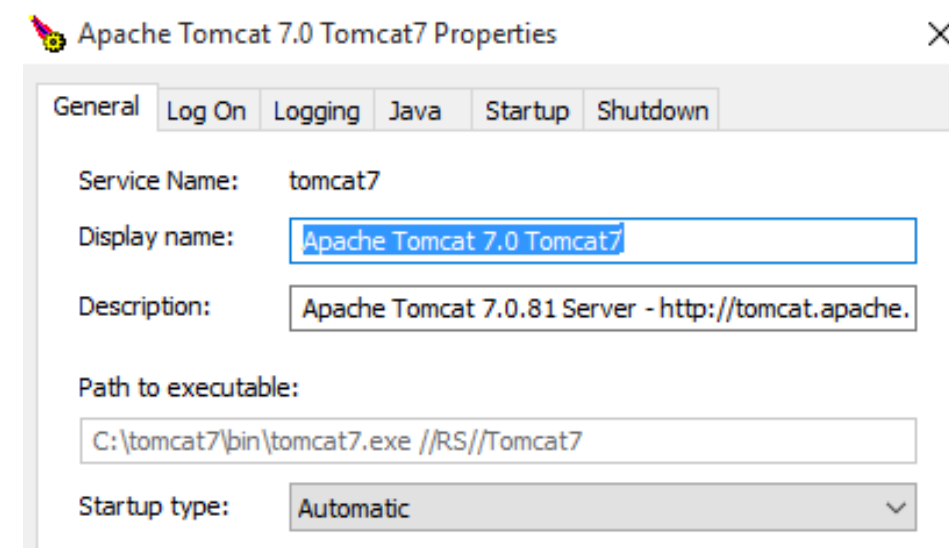 Apache Tomcat 7.0 Tomcat7 Properties
General Log On Logging Java Startup Shutdown
Service Name: tomcat7
Display name: Apache Tomcat 7.0 Tomcat7
Description: Apache Tomcat 7.0.81 Server - http://tomcat.apache.
Path to executable:
C:\tomcat7\bin\tomcat7.exe //RS//Tomcat7
Startup type: Automatic